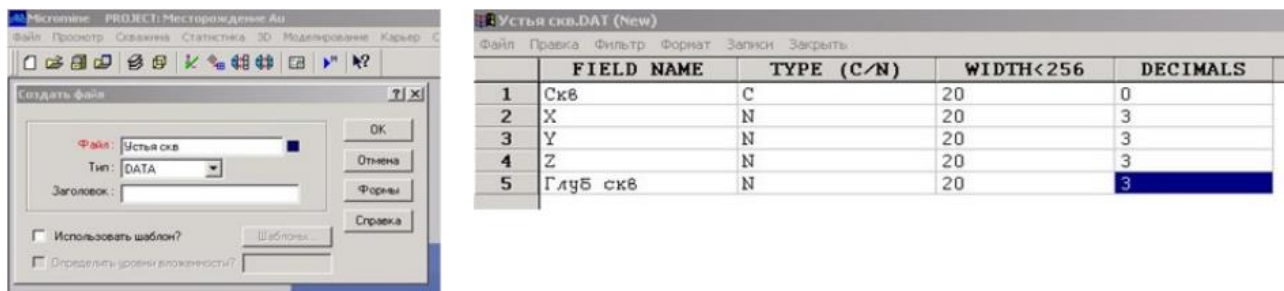 Micromine PROJECT: Месторождение Au
Файл Просмотр Скважина Статистика 3D Моделирование Карьер С
Создать файл
Файл: Устья скв
Тип: DATA
Заголовок:
Использовать шаблон? Шаблоны...
Определить уровни вложенности?
OK
Отмена
Формы
Справка
Устья скв.DAT (New)
Файл Правка Фильтр Формат Записи Закрыть
FIELD NAME TYPE (C/N) WIDTH<256 DECIMALS
1 Скв C 20 0
2 X N 20 3
3 Y N 20 3
4 Z N 20 3
5 Глуб скв N 20 3